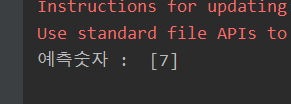 Instructions for updating
Use standard file APIs to
예측숫자 :  [7]